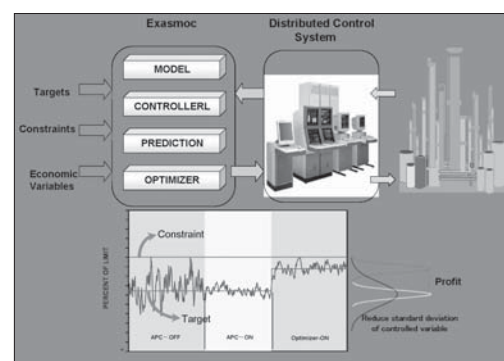 Exasmoc
Distributed Control
System
MODEL
CONTROLLERL
PREDICTION
OPTIMIZER
Targets
Constraints
Economic
Variables
PERCENT OF LIMIT
Constraint
Target
APC-OFF
APC-ON
Optimizer-ON
Profit
Reduce standard deviation
of controlled variable